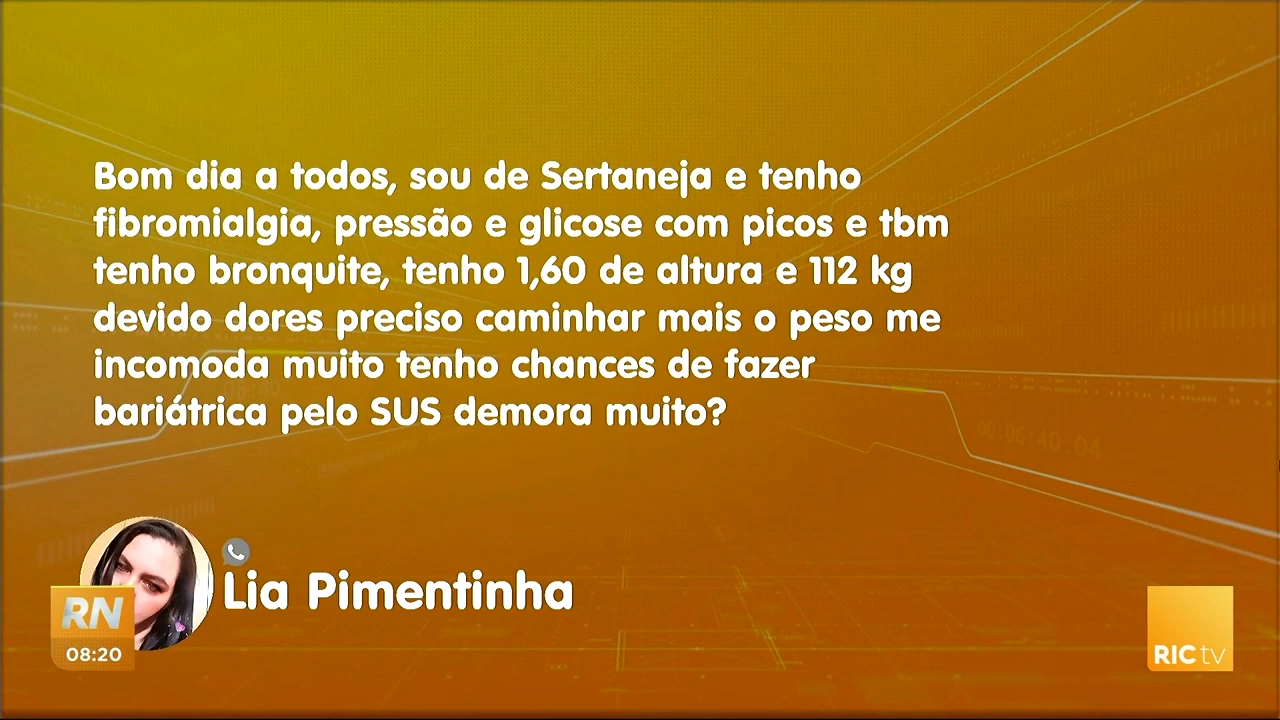 Bom dia a todos, sou de Sertaneja e tenho
fibromialgia, pressão e glicose com picos e tbm
tenho bronquite, tenho 1,60 de altura e 112 kg
devido dores preciso caminhar mais o peso me
incomoda muito tenho chances de fazer
bariátrica pelo SUS demora muito?
Lia Pimentinha
RN
08:20
RIC tv